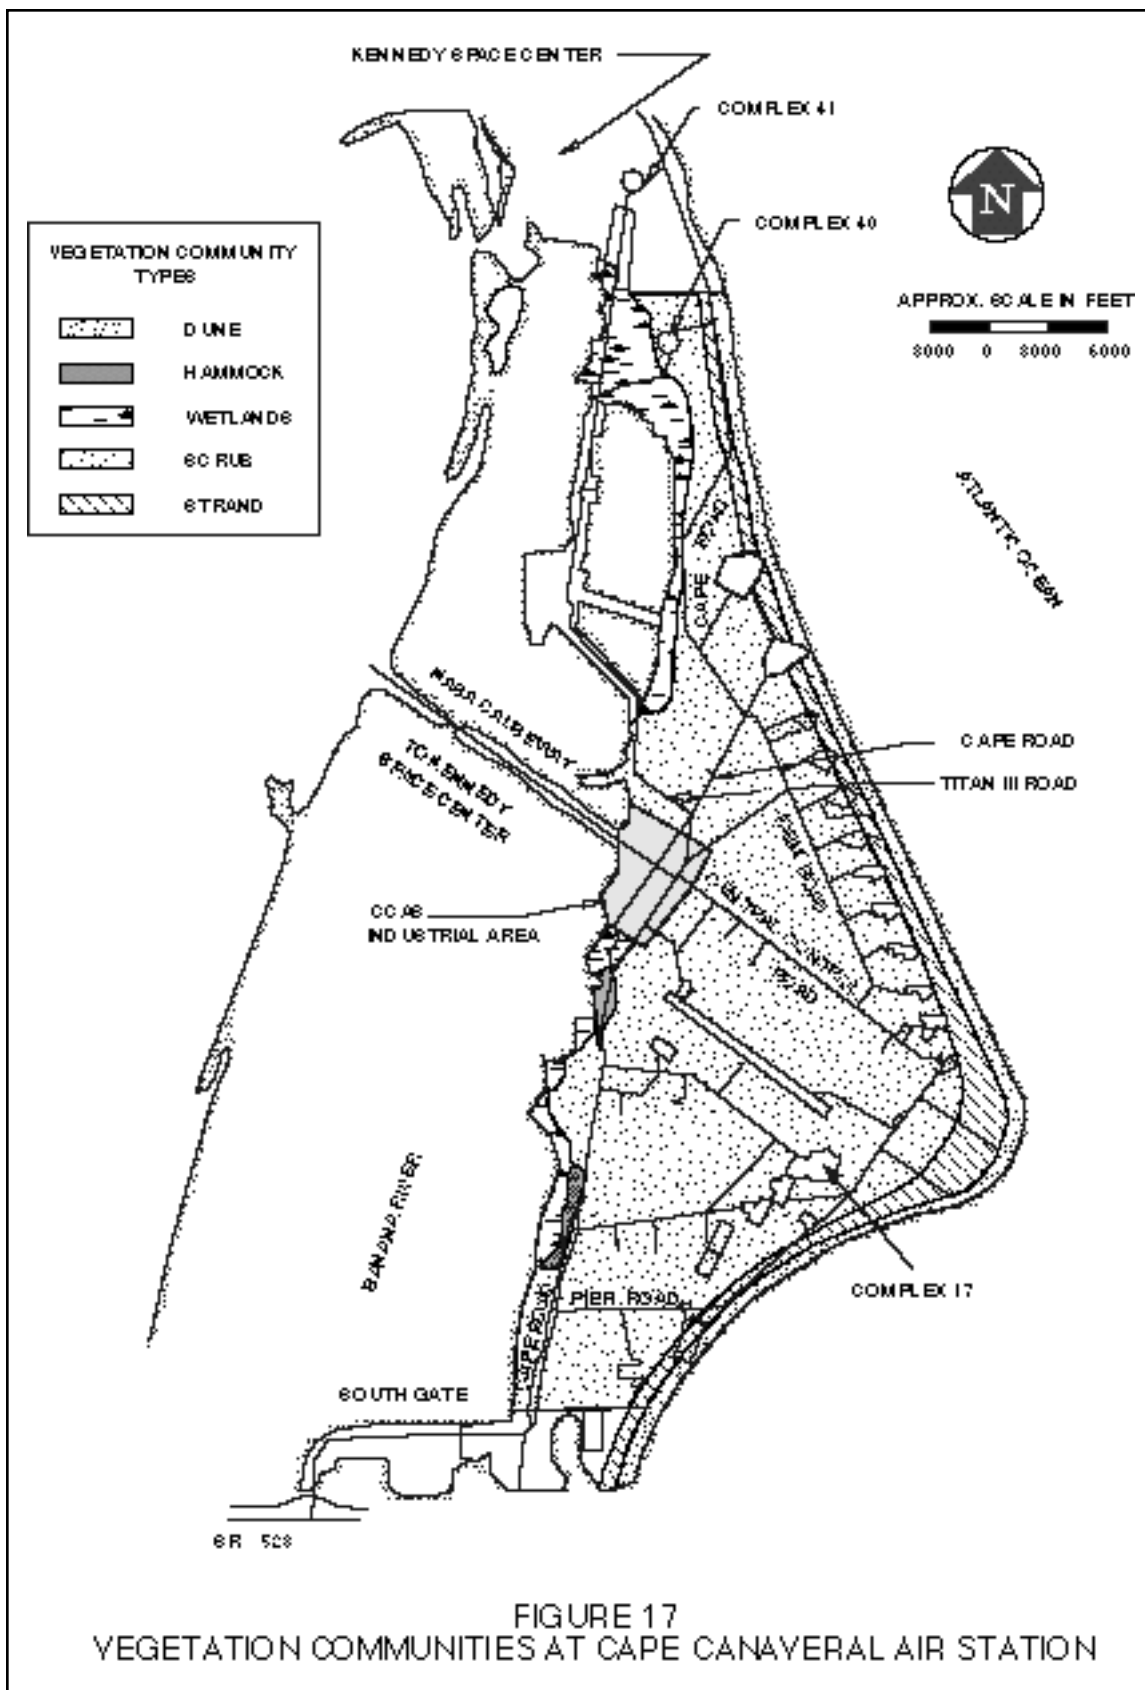 KENNEDY SPACE CENTER
COMPLEX 41
N
COMPLEX 40
VEGETATION COMMUNITY
TYPES
DUNE
HAMMOCK
WETLANDS
SCRUB
STRAND
APPROX. SCALE IN FEET
3000 0 3000 6000
ATLANTIC OCEAN
CAPE ROAD
NASA CAUSEWAY
TO KENNEDY
SPACE CENTER
CAPE ROAD
TITAN III ROAD
CENTRAL CONTROL
ROAD
CCAS
INDUSTRIAL AREA
BANANA RIVER
COMPLEX 17
PIER ROAD
SOUTH GATE
SR 528
FIGURE 17
VEGETATION COMMUNITIES AT CAPE CANAVERAL AIR STATION